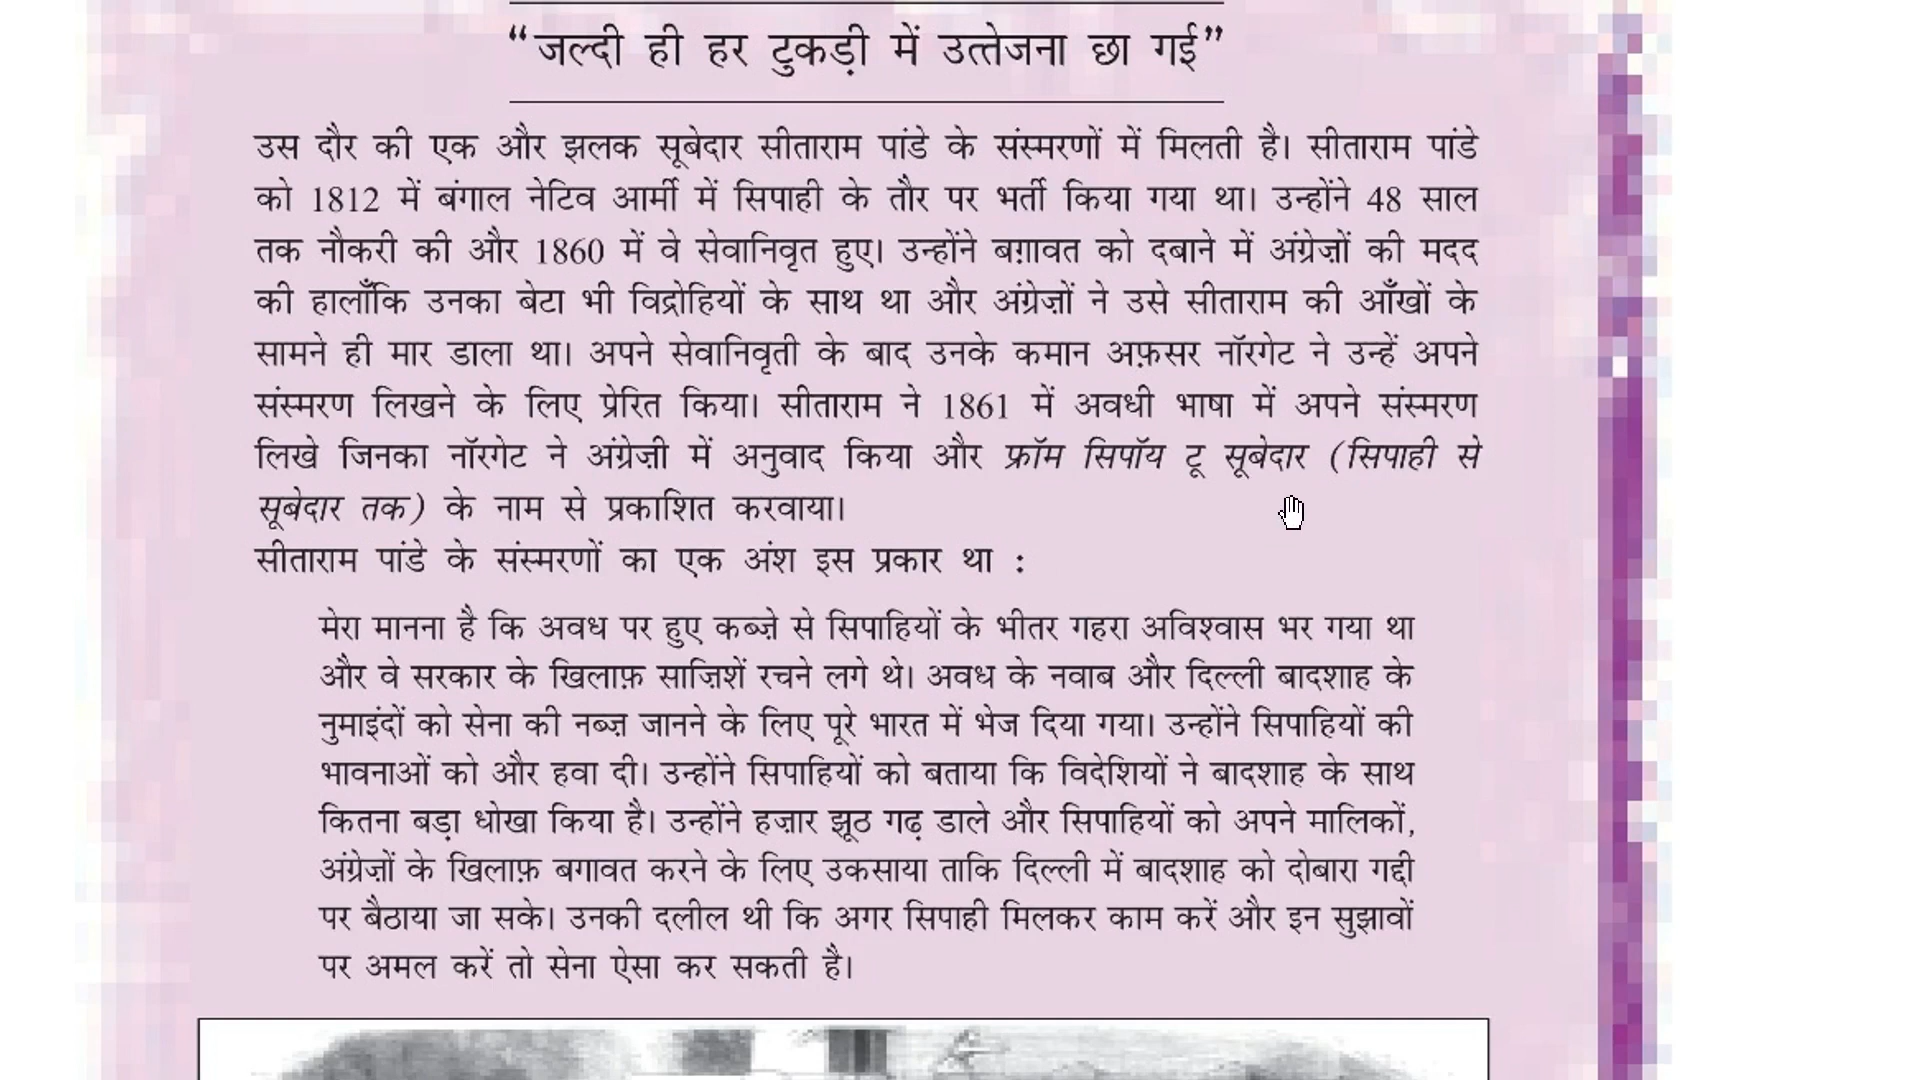 “जल्दी ही हर टुकड़ी में उत्तेजना छा गई”
उस दौर की एक और झलक सूबेदार सीताराम पांडे के संस्मरणों में मिलती है। सीताराम पांडे
को 1812 में बंगाल नेटिव आर्मी में सिपाही के तौर पर भर्ती किया गया था। उन्होंने 48 साल
तक नौकरी की और 1860 में वे सेवानिवृत हुए। उन्होंने बग़ावत को दबाने में अंग्रेज़ों की मदद
की हालाँकि उनका बेटा भी विद्रोहियों के साथ था और अंग्रेज़ों ने उसे सीताराम की आँखों के
सामने ही मार डाला था। अपने सेवानिवृती के बाद उनके कमान अफ़सर नॉरगेट ने उन्हें अपने
संस्मरण लिखने के लिए प्रेरित किया। सीताराम ने 1861 में अवधी भाषा में अपने संस्मरण
लिखे जिनका नॉरगेट ने अंग्रेज़ी में अनुवाद किया और फ्रॉम सिपॉय टू सूबेदार (सिपाही से
सूबेदार तक) के नाम से प्रकाशित करवाया।
सीताराम पांडे के संस्मरणों का एक अंश इस प्रकार था :
मेरा मानना है कि अवध पर हुए कब्ज़े से सिपाहियों के भीतर गहरा अविश्वास भर गया था
और वे सरकार के खिलाफ़ साज़िशें रचने लगे थे। अवध के नवाब और दिल्ली बादशाह के
नुमाइंदों को सेना की नब्ज़ जानने के लिए पूरे भारत में भेज दिया गया। उन्होंने सिपाहियों की
भावनाओं को और हवा दी। उन्होंने सिपाहियों को बताया कि विदेशियों ने बादशाह के साथ
कितना बड़ा धोखा किया है। उन्होंने हज़ार झूठ गढ़ डाले और सिपाहियों को अपने मालिकों,
अंग्रेज़ों के खिलाफ़ बगावत करने के लिए उकसाया ताकि दिल्ली में बादशाह को दोबारा गद्दी
पर बैठाया जा सके। उनकी दलील थी कि अगर सिपाही मिलकर काम करें और इन सुझावों
पर अमल करें तो सेना ऐसा कर सकती है।